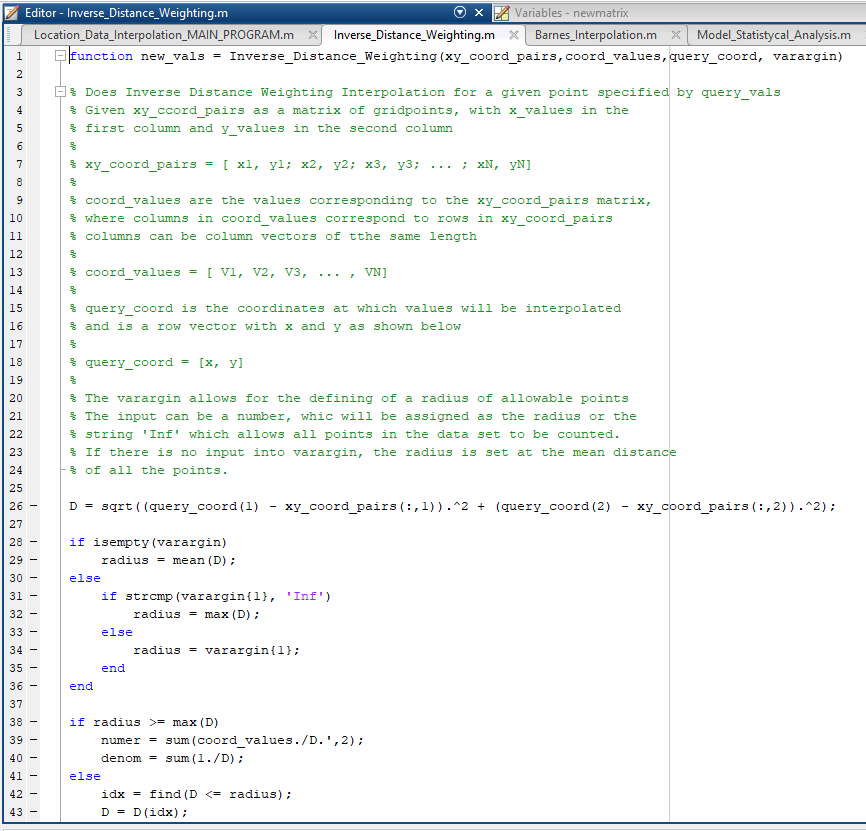 Editor - Inverse_Distance_Weighting.m
Variables - newmatrix
Location_Data_Interpolation_MAIN_PROGRAM.m
Inverse_Distance_Weighting.m
Barnes_Interpolation.m
Model_Statistycal_Analysis.m
1 function new_vals = Inverse_Distance_Weighting(xy_coord_pairs,coord_values,query_coord, varargin)
2
3 % Does Inverse Distance Weighting Interpolation for a given point specified by query_vals
4 % Given xy_ccord_pairs as a matrix of gridpoints, with x_values in the
5 % first column and y_values in the second column
6 %
7 % xy_coord_pairs = [ x1, y1; x2, y2; x3, y3; ... ; xN, yN]
8 %
9 % coord_values are the values corresponding to the xy_coord_pairs matrix,
10 % where columns in coord_values correspond to rows in xy_coord_pairs
11 % columns can be column vectors of tthe same length
12 %
13 % coord_values = [ V1, V2, V3, ... , VN]
14 %
15 % query_coord is the coordinates at which values will be interpolated
16 % and is a row vector with x and y as shown below
17 %
18 % query_coord = [x, y]
19 %
20 % The varargin allows for the defining of a radius of allowable points
21 % The input can be a number, whic will be assigned as the radius or the
22 % string 'Inf' which allows all points in the data set to be counted.
23 % If there is no input into varargin, the radius is set at the mean distance
24 % of all the points.
25
26 – D = sqrt((query_coord(1) - xy_coord_pairs(:,1)).^2 + (query_coord(2) - xy_coord_pairs(:,2)).^2);
27
28 – if isempty(varargin)
29 – radius = mean(D);
30 – else
31 – if strcmp(varargin{1}, 'Inf')
32 – radius = max(D);
33 – else
34 – radius = varargin{1};
35 – end
36 – end
37
38 – if radius >= max(D)
39 – numer = sum(coord_values./D.',2);
40 – denom = sum(1./D);
41 – else
42 – idx = find(D <= radius);
43 – D = D(idx);